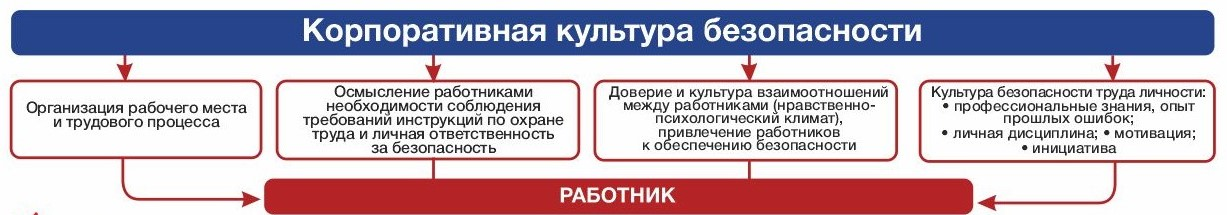 Корпоративная культура безопасности
Организация рабочего места
и трудового процесса
Осмысление работниками
необходимости соблюдения
требований инструкций по охране
труда и личная ответственность
за безопасность
Доверие и культура взаимоотношений
между работниками (нравственно-
психологический климат),
привлечение работников
к обеспечению безопасности
Культура безопасности труда личности:
• профессиональные знания, опыт
прошлых ошибок;
• личная дисциплина; • мотивация;
• инициатива
РАБОТНИК